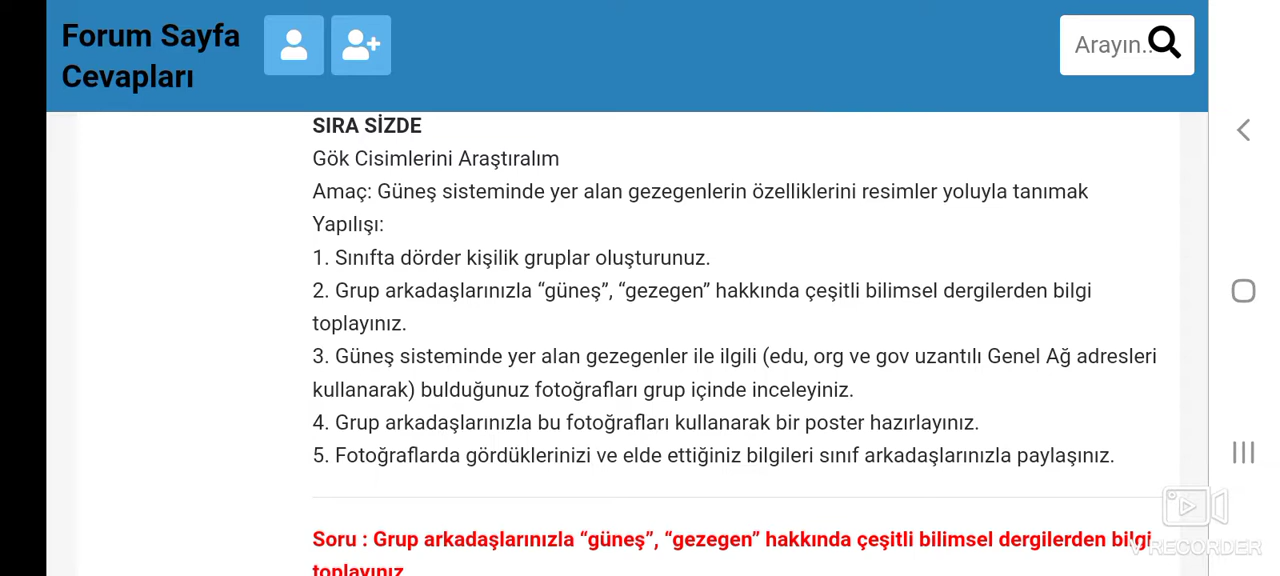 Forum Sayfa
Cevapları
Arayın..
SIRA SİZDE
Gök Cisimlerini Araştıralım
Amaç: Güneş sisteminde yer alan gezegenlerin özelliklerini resimler yoluyla tanımak
Yapılışı:
1. Sınıfta dörder kişilik gruplar oluşturunuz.
2. Grup arkadaşlarınızla “güneş”, “gezegen” hakkında çeşitli bilimsel dergilerden bilgi
toplayınız.
3. Güneş sisteminde yer alan gezegenler ile ilgili (edu, org ve gov uzantılı Genel Ağ adresleri
kullanarak) bulduğunuz fotoğrafları grup içinde inceleyiniz.
4. Grup arkadaşlarınızla bu fotoğrafları kullanarak bir poster hazırlayınız.
5. Fotoğraflarda gördüklerinizi ve elde ettiğiniz bilgileri sınıf arkadaşlarınızla paylaşınız.
Soru : Grup arkadaşlarınızla “güneş”, “gezegen” hakkında çeşitli bilimsel dergilerden bilgi
toplayınız
V RECORDER